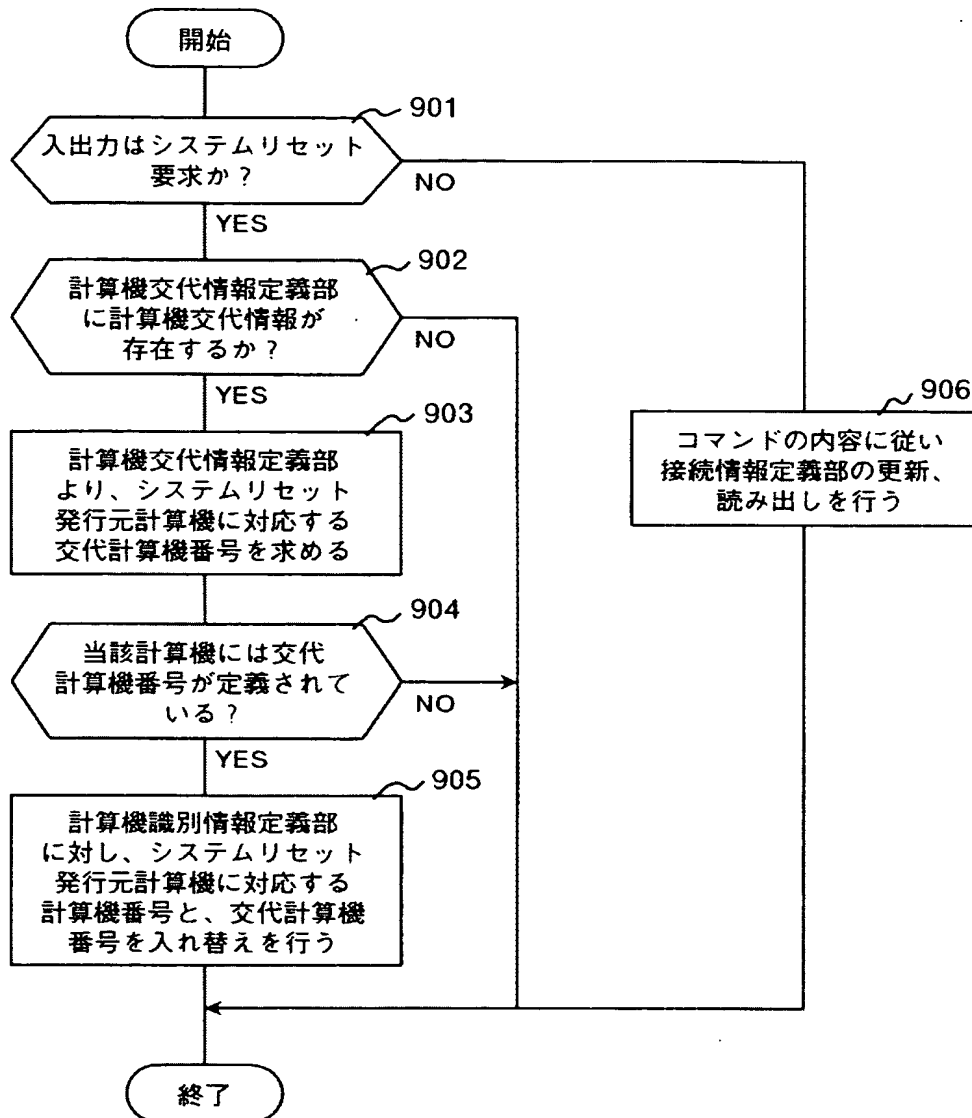 開始
901
入出力はシステムリセット
要求か？
NO
YES
902
計算機交代情報定義部
に計算機交代情報が
存在するか？
NO
YES
903
計算機交代情報定義部
より、システムリセット
発行元計算機に対応する
交代計算機番号を求める
906
コマンドの内容に従い
接続情報定義部の更新、
読み出しを行う
904
当該計算機には交代
計算機番号が定義されて
いる？
NO
YES
905
計算機識別情報定義部
に対し、システムリセット
発行元計算機に対応する
計算機番号と、交代計算機
番号を入れ替えを行う
終了